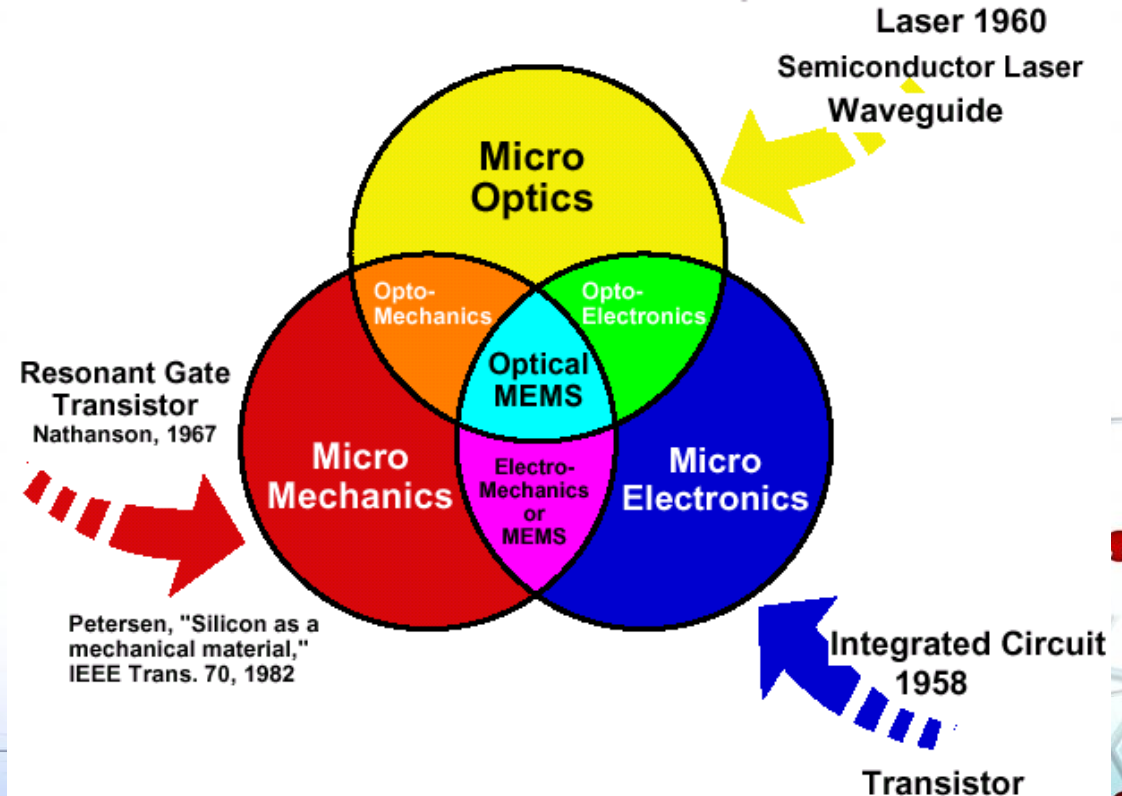 Laser 1960
Semiconductor Laser
Waveguide
Micro
Optics
Opto-
Mechanics
Opto-
Electronics
Optical
MEMS
Resonant Gate
Transistor
Nathanson, 1967
Micro
Mechanics
Electro-
Mechanics
or
MEMS
Micro
Electronics
Petersen, "Silicon as a
mechanical material,"
IEEE Trans. 70, 1982
Integrated Circuit
1958
Transistor